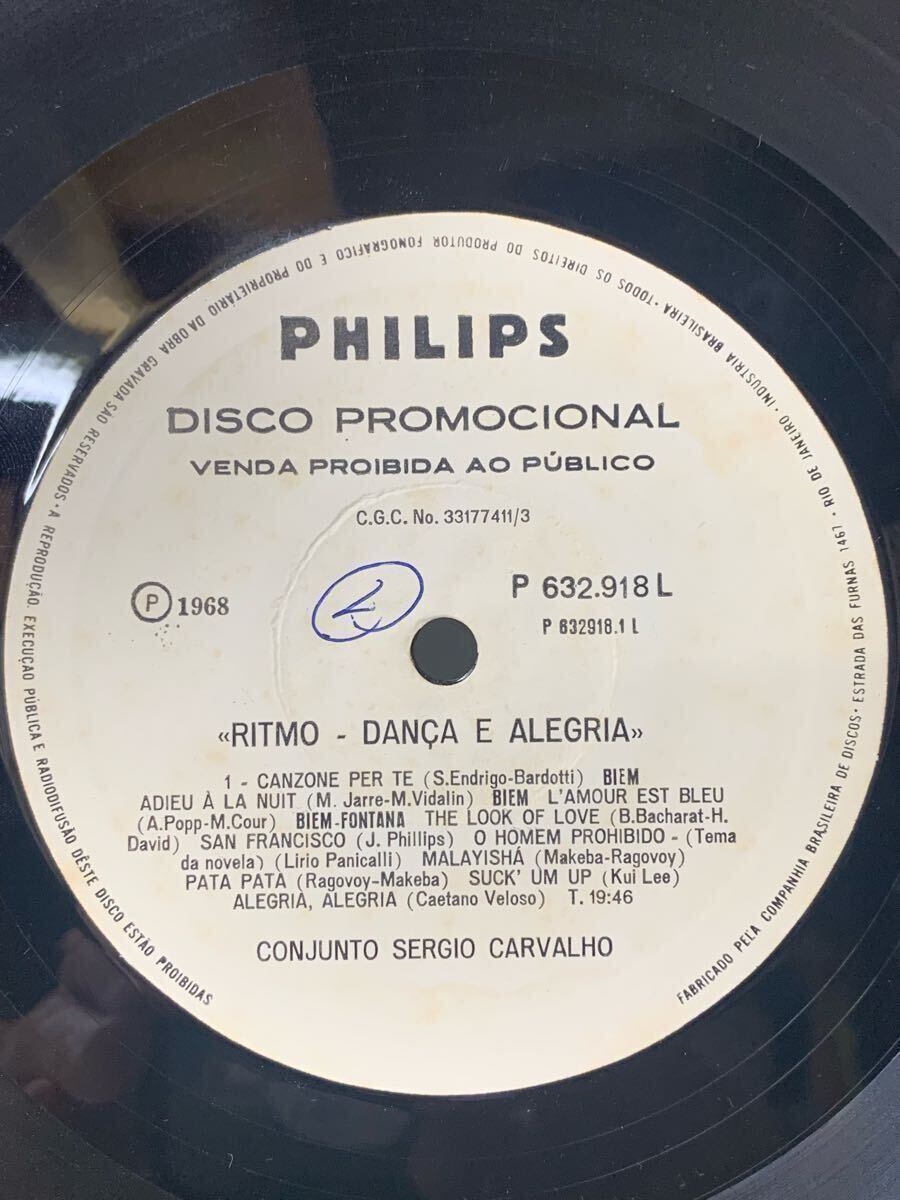 PHILIPS
DISCO PROMOCIONAL
VENDA PROIBIDA AO PÚBLICO
C.G.C. No. 33177411/3
P 1968
2
P 632.918 L
P 632918.1 L
«RITMO - DANÇA E ALEGRIA»
1 - CANZONE PER TE (S.Endrigo-Bardotti) BIEM
ADIEU À LA NUIT (M. Jarre-M.Vidalin) BIEM L'AMOUR EST BLEU
(A.Popp-M.Cour) BIEM-FONTANA THE LOOK OF LOVE (B.Bacharat-H.
David) SAN FRANCISCO (J. Phillips) O HOMEM PROHIBIDO - (Tema
da novela) (Lirio Panicalli) MALAYISHÁ (Makeba-Ragovoy)
PATA PATA (Ragovoy-Makeba) SUCK' UM UP (Kui Lee)
ALEGRIA, ALEGRIA (Caetano Veloso) T. 19:46
CONJUNTO SERGIO CARVALHO
FABRICADO PELA COMPANHIA BRASILEIRA DE DISCOS • ESTRADA DAS FURNAS 1467 • RIO DE JANEIRO • INDUSTRIA BRASILEIRA • TODOS OS DIREITOS DO PRODUTOR FONOGRÁFICO E DO PROPRIETÁRIO DA OBRA GRAVADA SÃO RESERVADOS • A REPRODUÇÃO, EXECUÇÃO PÚBLICA E RADIODIFUSÃO DÊSTE DISCO ESTÃO PROIBIDAS